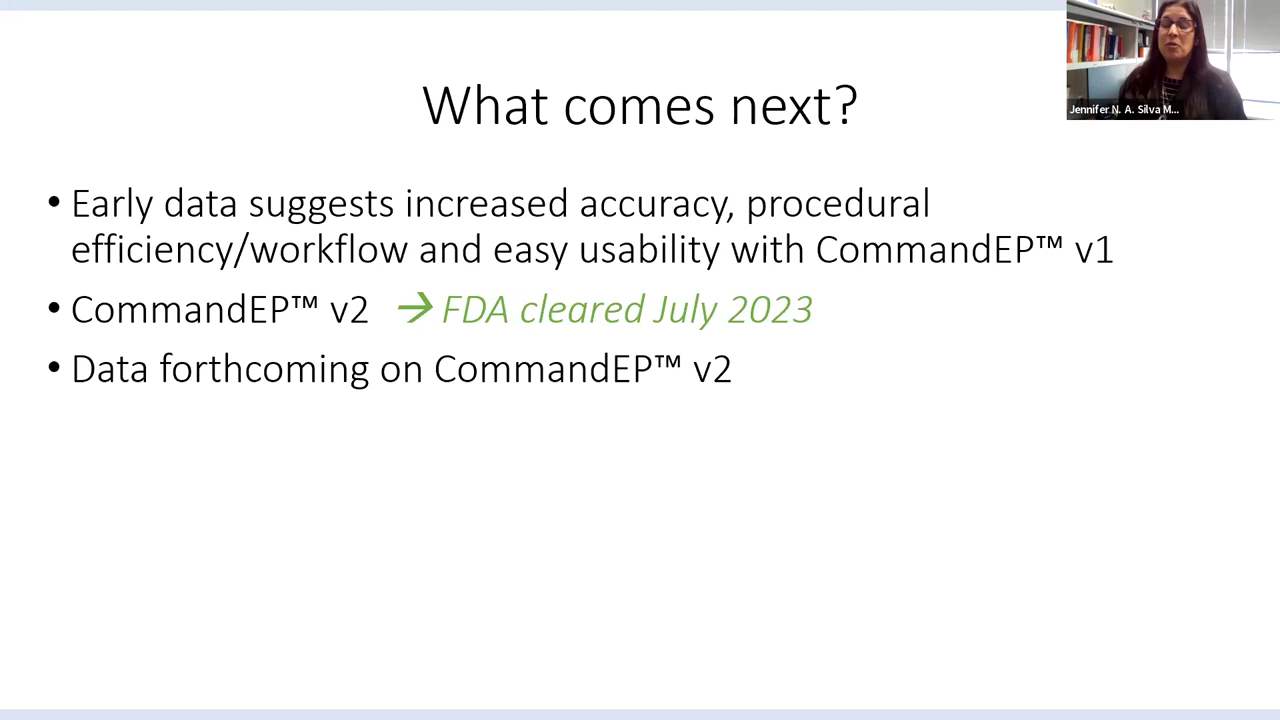 What comes next?
Jennifer N. A. Silva M...
• Early data suggests increased accuracy, procedural
efficiency/workflow and easy usability with CommandEP™ v1
• CommandEP™ v2 → FDA cleared July 2023
• Data forthcoming on CommandEP™ v2